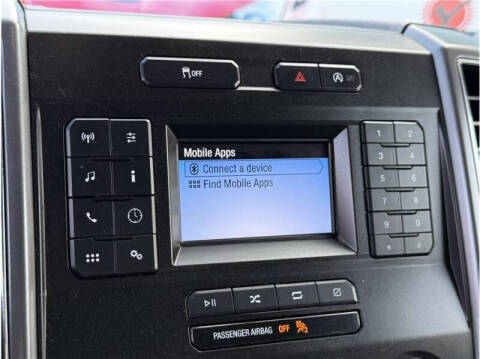 OFF
OFF
Mobile Apps
Connect a device
Find Mobile Apps
i
1 2
3 4
5 6
7 8
9 0
* #
PASSENGER AIRBAG OFF